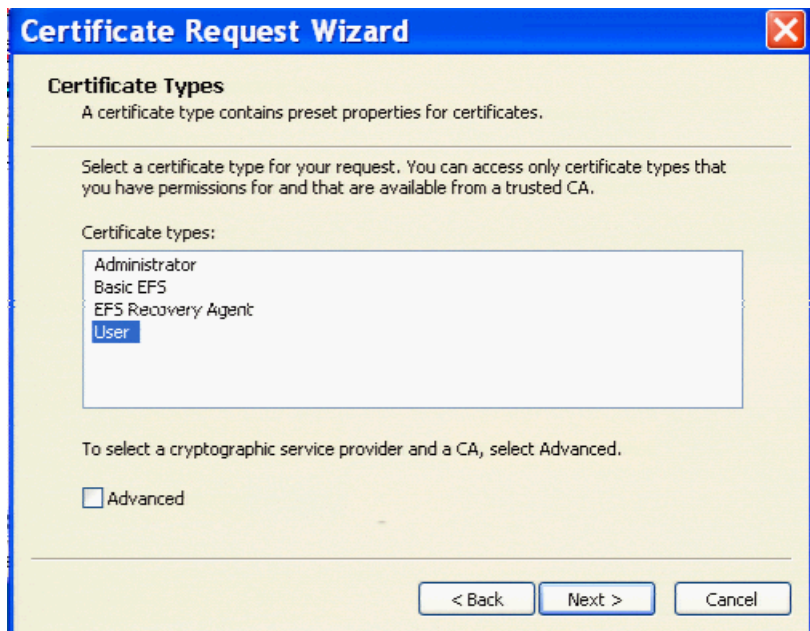 Certificate Request Wizard
Certificate Types
A certificate type contains preset properties for certificates.
Select a certificate type for your request. You can access only certificate types that
you have permissions for and that are available from a trusted CA.
Certificate types:
Administrator
Basic EFS
EFS Recovery Agent
User
To select a cryptographic service provider and a CA, select Advanced.
Advanced
< Back
Next >
Cancel